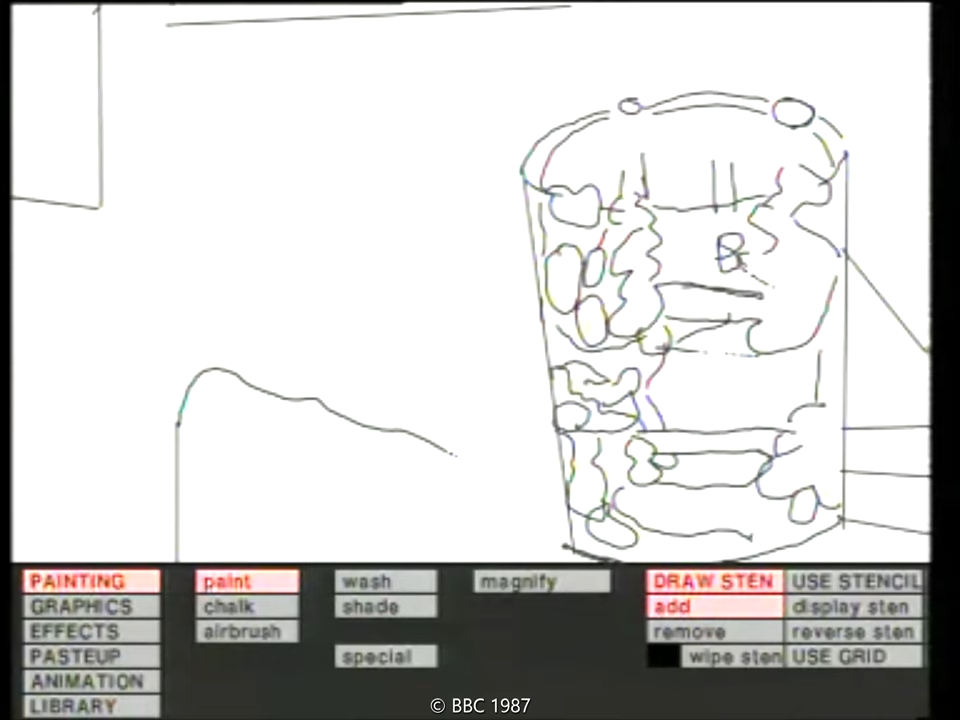 PAINTING paint wash magnify DRAW STEN USE STENCIL
GRAPHICS chalk shade add display sten
EFFECTS airbrush remove reverse sten
PASTEUP special wipe sten USE GRID
ANIMATION
LIBRARY
© BBC 1987